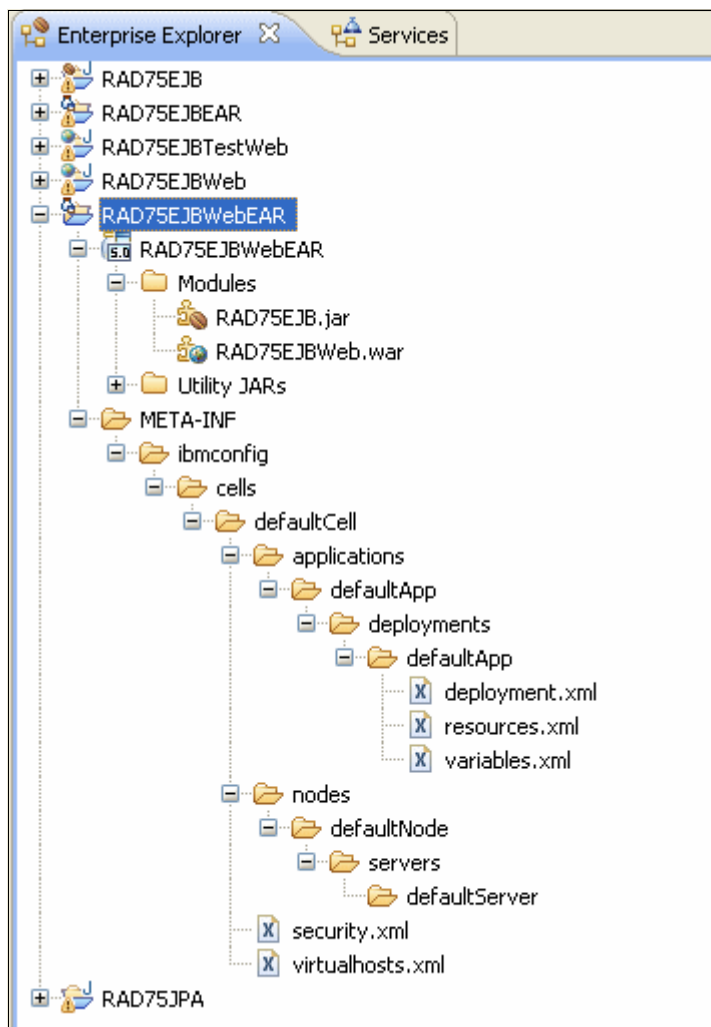 Enterprise Explorer Services
RAD75EJB
RAD75EJBEAR
RAD75EJBTestWeb
RAD75EJBWeb
RAD75EJBWebEAR
5.0 RAD75EJBWebEAR
Modules
RAD75EJB.jar
RAD75EJBWeb.war
Utility JARs
META-INF
ibmconfig
cells
defaultCell
applications
defaultApp
deployments
defaultApp
X deployment.xml
X resources.xml
X variables.xml
nodes
defaultNode
servers
defaultServer
X security.xml
X virtualhosts.xml
RAD75JPA